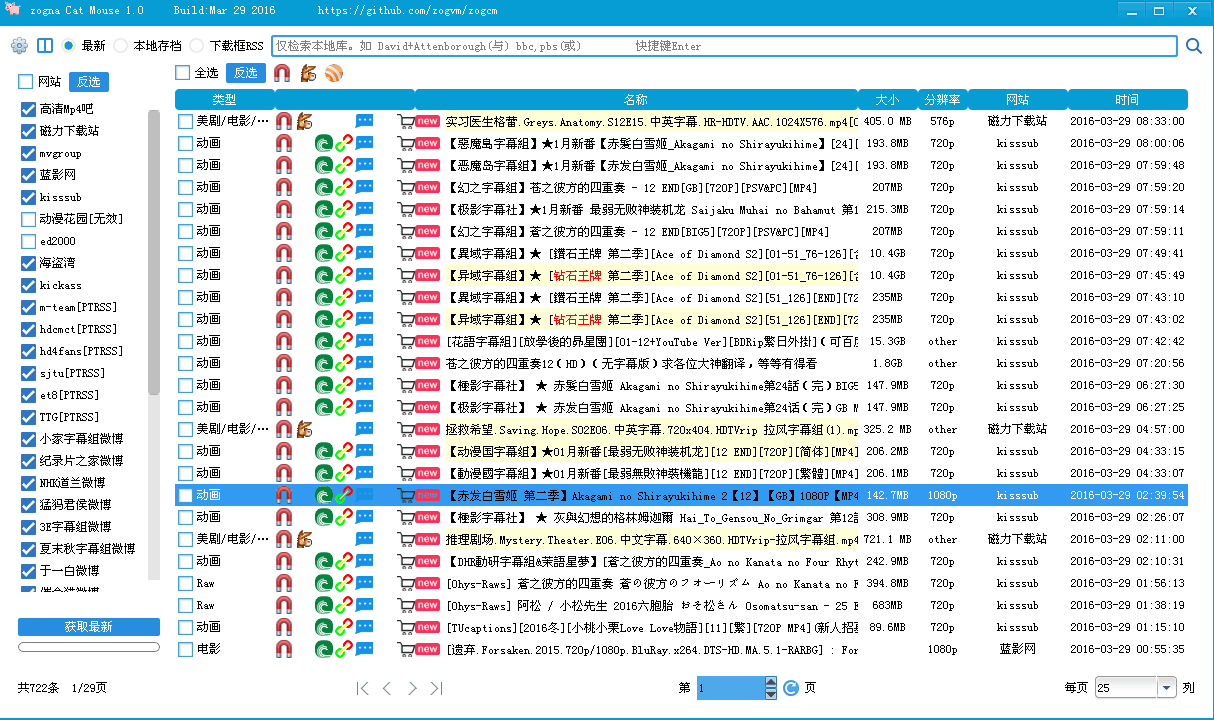 zogna Cat Mouse 1.0 Build:Mar 29 2016 https://github.com/zogvm/zogcm
最新 本地存档 下载框RSS 仅检索本地库。如 David+Attenborough(与) bbc,pbs(或) 快捷键Enter
网站 反选
全选 反选
类型 名称 大小 分辨率 网站 时间
高清Mp4吧
磁力下载站
mvgroup
蓝影网
kisssub
动漫花园[无效]
ed2000
海盗湾
kickass
m-team[PTRSS]
hdcmct[PTRSS]
hd4fans[PTRSS]
sjtu[PTRSS]
et8[PTRSS]
TTG[PTRSS]
小家字幕组微博
纪录片之家微博
NHK道兰微博
猛犸君侯微博
3E字幕组微博
夏末秋字幕组微博
于一白微博
获取最新
美剧/电影/··· new 实习医生格蕾.Greys.Anatomy.S12E15.中英字幕.HR-HDTV.AAC.1024X576.mp4[ 405.0 MB 576p 磁力下载站 2016-03-29 08:33:00
动画 new 【惡魔島字幕組】★1月新番【赤髪白雪姬_Akagami no Shirayukihime】[24][ 193.8MB 720p kisssub 2016-03-29 08:00:06
动画 new 【恶魔岛字幕组】★1月新番【赤发白雪姬_Akagami no Shirayukihime】[24][ 193.8MB 720p kisssub 2016-03-29 07:59:48
动画 new 【幻之字幕组】苍之彼方的四重奏 - 12 END[GB][720P][PSV&PC][MP4] 207MB 720p kisssub 2016-03-29 07:59:20
动画 new 【极影字幕社】★1月新番 最弱无败神装机龙 Saijaku Muhai no Bahamut 第1 215.3MB 720p kisssub 2016-03-29 07:59:14
动画 new 【幻之字幕组】蒼之彼方的四重奏 - 12 END[BIG5][720P][PSV&PC][MP4] 207MB 720p kisssub 2016-03-29 07:59:11
动画 new 【異域字幕組】★ [鑽石王牌 第二季][Ace of Diamond S2][01-51_76-126][ 10.4GB 720p kisssub 2016-03-29 07:49:41
动画 new 【异域字幕组】★ [钻石王牌 第二季][Ace of Diamond S2][01-51_76-126][ 10.4GB 720p kisssub 2016-03-29 07:45:49
动画 new 【異域字幕組】★ [鑽石王牌 第二季][Ace of Diamond S2][51_126][END][72 235MB 720p kisssub 2016-03-29 07:43:10
动画 new 【异域字幕组】★ [钻石王牌 第二季][Ace of Diamond S2][51_126][END][72 235MB 720p kisssub 2016-03-29 07:43:02
动画 new [花語字幕組][放學後的昴星團][01-12+YouTube Ver][BDRip繁日外掛](可百度 15.3GB other kisssub 2016-03-29 07:42:42
动画 new 苍之彼方的四重奏12(HD)(无字幕版)求各位大神翻译，等等有得看 1.8GB other kisssub 2016-03-29 07:20:56
动画 new 【極影字幕社】 ★ 赤髮白雪姬 Akagami no Shirayukihime第24話(完)BIG5 147.9MB 720p kisssub 2016-03-29 06:27:30
动画 new 【极影字幕社】 ★ 赤发白雪姬 Akagami no Shirayukihime第24话(完)GB M 147.9MB 720p kisssub 2016-03-29 06:27:25
美剧/电影/··· new 拯救希望.Saving.Hope.S02E06.中英字幕.720x404.HDTVrip 拉风字幕组(1).mp 325.2 MB other 磁力下载站 2016-03-29 04:57:00
动画 new 【动漫国字幕组】★01月新番[最弱无败神装机龙][12 END][720P][简体][MP4] 206.2MB 720p kisssub 2016-03-29 04:33:15
动画 new 【動漫國字幕組】★01月新番[最弱無敗神裝機龍][12 END][720P][繁體][MP4] 206.1MB 720p kisssub 2016-03-29 04:33:07
动画 new 【赤发白雪姬 第二季】Akagami no Shirayukihime 2【12】【GB】1080P【MP4 142.7MB 1080p kisssub 2016-03-29 02:39:54
动画 new 【極影字幕社】 ★ 灰與幻想的格林姆迦爾 Hai_To_Gensou_No_Grimgar 第12話 308.9MB 720p kisssub 2016-03-29 02:26:07
美剧/电影/··· new 推理剧场.Mystery.Theater.E06.中文字幕.640×360.HDTVrip-拉风字幕组.mp4 721.1 MB other 磁力下载站 2016-03-29 02:11:00
动画 new 【DHR動研字幕組&茉語星夢】[苍之彼方的四重奏_Ao no Kanata no Four Rhyt 242.9MB 720p kisssub 2016-03-29 02:10:31
Raw new [Ohys-Raws] 蒼之彼方的四重奏 蒼の彼方のフォーリズム Ao no Kanata no F 394.8MB 720p kisssub 2016-03-29 01:56:13
Raw new [Ohys-Raws] 阿松 / 小松先生 2016六胞胎 おそ松さん Osomatsu-san - 25 E 683MB 720p kisssub 2016-03-29 01:38:19
动画 new [TUcaptions][2016冬][小桃小栗Love Love物語][11][繁][720P MP4](新人招募 89.6MB 720p kisssub 2016-03-29 01:15:10
电影 new [遗弃.Forsaken.2015.720p/1080p.BluRay.x264.DTS-HD.MA.5.1-RARBG] : For 1080p 蓝影网 2016-03-29 00:55:35
共722条 1/29页 第 1 页 每页 25 列